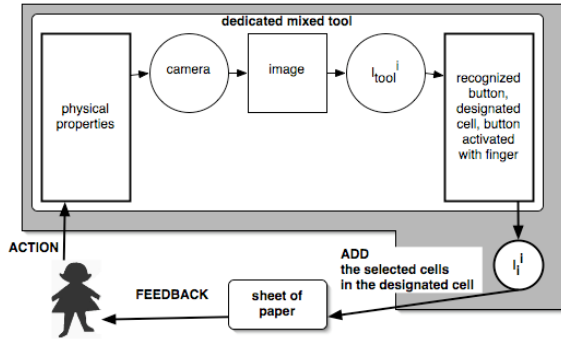 dedicated mixed tool
physical
properties
camera
image
I tool i
recognized
button,
designated
cell, button
activated
with finger
ACTION
ADD
the selected cells
in the designated cell
I i i
FEEDBACK
sheet of
paper